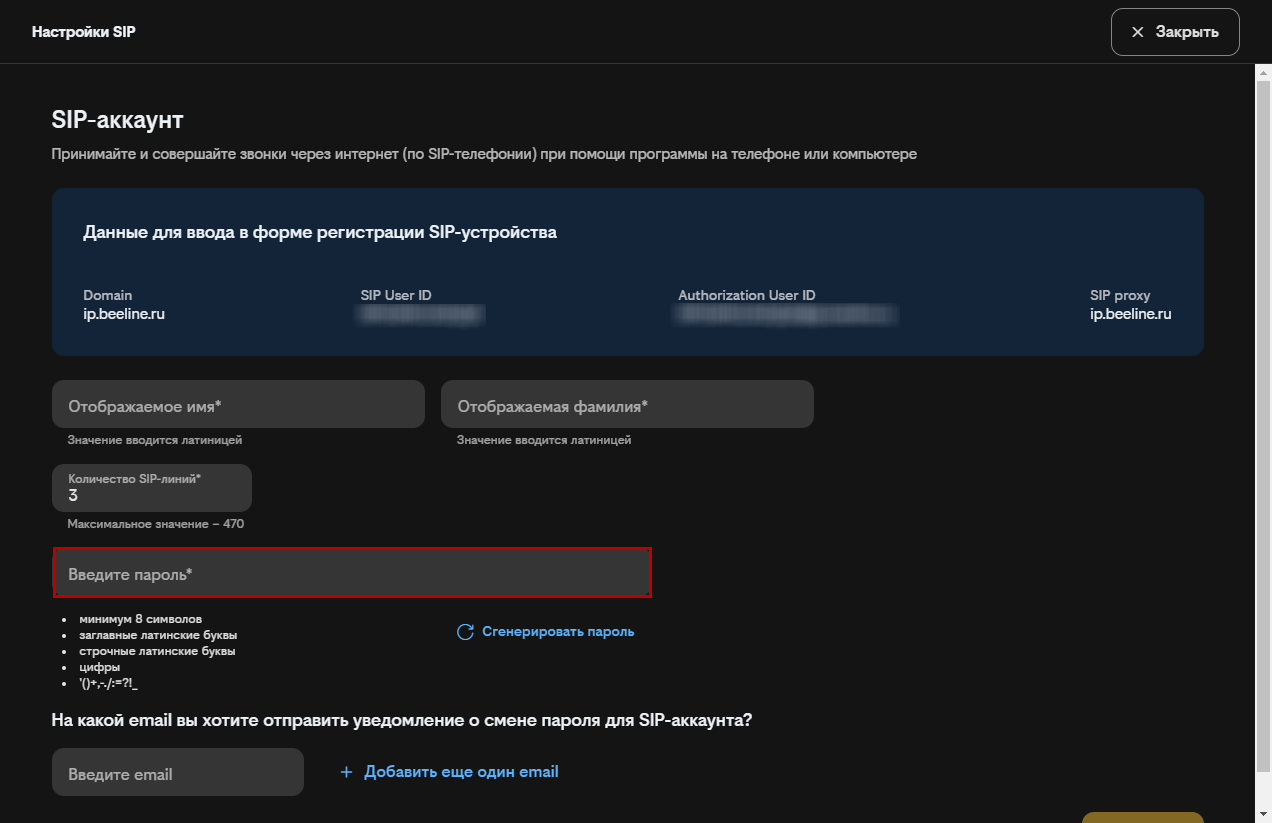 Настройки SIP
Закрыть
SIP-аккаунт
Принимайте и совершайте звонки через интернет (по SIP-телефонии) при помощи программы на телефоне или компьютере
Данные для ввода в форме регистрации SIP-устройства
Domain SIP User ID Authorization User ID SIP proxy
ip.beeline.ru ip.beeline.ru
Отображаемое имя* Отображаемая фамилия*
Значение вводится латиницей Значение вводится латиницей
Количество SIP-линий*
3
Максимальное значение – 470
Введите пароль*
• минимум 8 символов
• заглавные латинские буквы
• строчные латинские буквы
• цифры
• '()+,-./:=?!_
Сгенерировать пароль
На какой email вы хотите отправить уведомление о смене пароля для SIP-аккаунта?
Введите email + Добавить еще один email